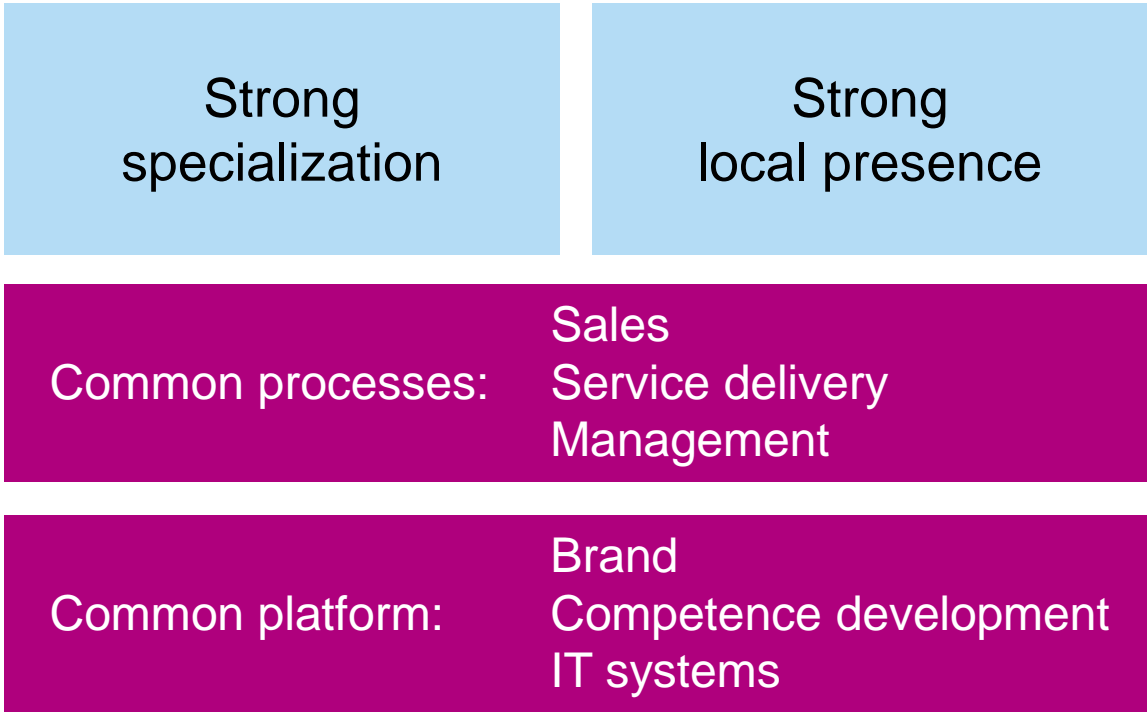 Strong
specialization
Strong
local presence
Common processes:
Sales
Service delivery
Management
Common platform:
Brand
Competence development
IT systems